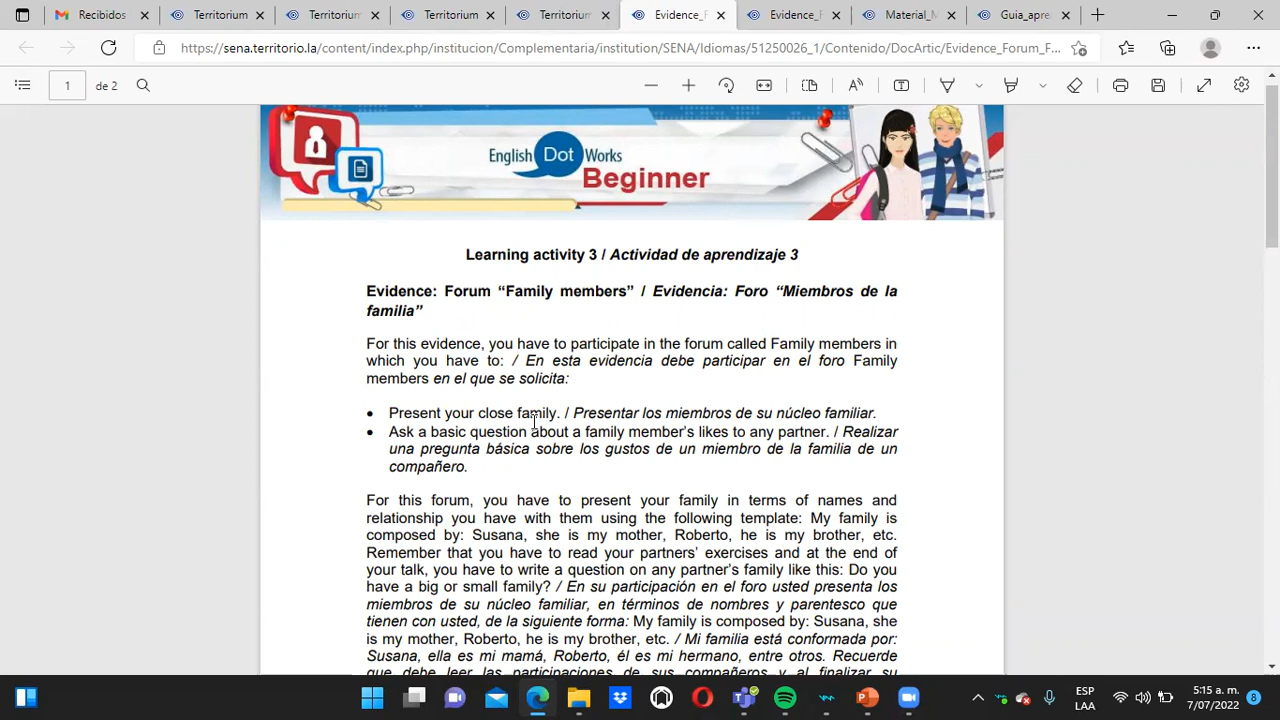 Recibidos
Territorium
Territorium
Territorium
Territorium
Evidence_F
Evidence_F
Material_M
Guia_apre
https://sena.territorio.la/content/index.php/institucion/Complementaria/institution/SENA/Idiomas/51250026_1/Contenido/DocArtic/Evidence_Forum_F...
1 de 2
English Dot Works
Beginner
Learning activity 3 / Actividad de aprendizaje 3
Evidence: Forum “Family members” / Evidencia: Foro “Miembros de la
familia”
For this evidence, you have to participate in the forum called Family members in
which you have to: / En esta evidencia debe participar en el foro Family
members en el que se solicita:
• Present your close family. / Presentar los miembros de su núcleo familiar.
• Ask a basic question about a family member's likes to any partner. / Realizar
una pregunta básica sobre los gustos de un miembro de la familia de un
compañero.
For this forum, you have to present your family in terms of names and
relationship you have with them using the following template: My family is
composed by: Susana, she is my mother, Roberto, he is my brother, etc.
Remember that you have to read your partners’ exercises and at the end of
your talk, you have to write a question on any partner’s family like this: Do you
have a big or small family? / En su participación en el foro usted presenta los
miembros de su núcleo familiar, en términos de nombres y parentesco que
tienen con usted, de la siguiente forma: My family is composed by: Susana, she
is my mother, Roberto, he is my brother, etc. / Mi familia está conformada por:
Susana, ella es mi mamá, Roberto, él es mi hermano, entre otros. Recuerde
que debe leer las participaciones de sus compañeros y al finalizar su
ESP
LAA
5:15 a. m.
7/07/2022
8